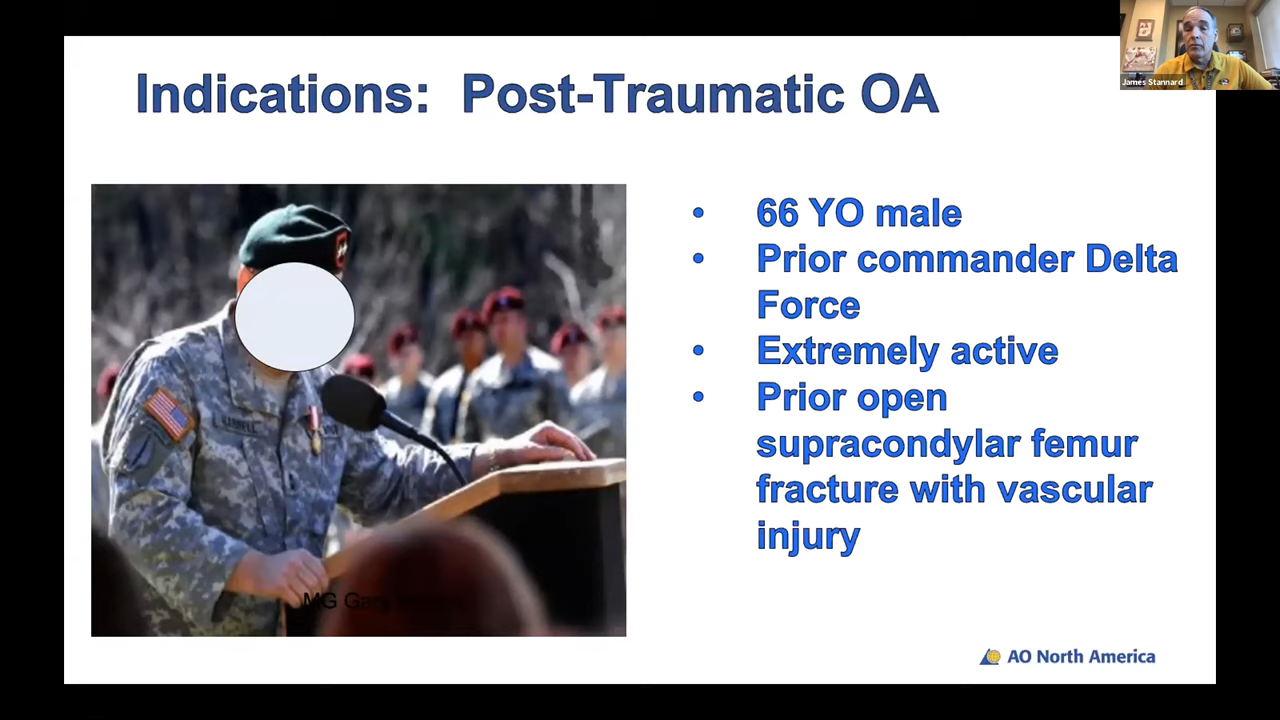 James Stannard
Indications: Post-Traumatic OA
• 66 YO male
• Prior commander Delta
Force
• Extremely active
• Prior open
supracondylar femur
fracture with vascular
injury
MG
AO North America